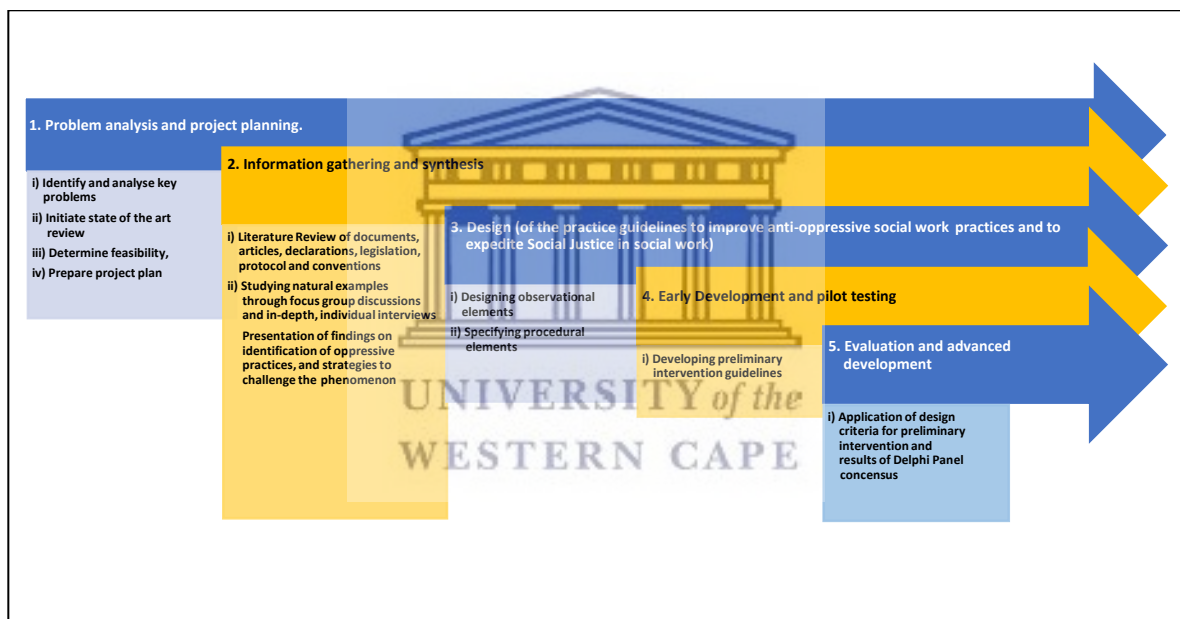 1. Problem analysis and project planning.
i) Identify and analyse key
problems
ii) Initiate state of the art
review
iii) Determine feasibility,
iv) Prepare project plan
2. Information gathering and synthesis
i) Literature Review of documents,
articles, declarations, legislation,
protocol and conventions
ii) Studying natural examples
through focus group discussions
and in-depth, individual interviews
Presentation of findings on
identification of oppressive
practices, and strategies to
challenge the phenomenon
3. Design (of the practice guidelines to improve anti-oppressive social work practices and to
expedite Social Justice in social work)
i) Designing observational
elements
ii) Specifying procedural
elements
4. Early Development and pilot testing
i) Developing preliminary
intervention guidelines
5. Evaluation and advanced
development
i) Application of design
criteria for preliminary
intervention and
results of Delphi Panel
concensus
UNIVERSITY of the
WESTERN CAPE